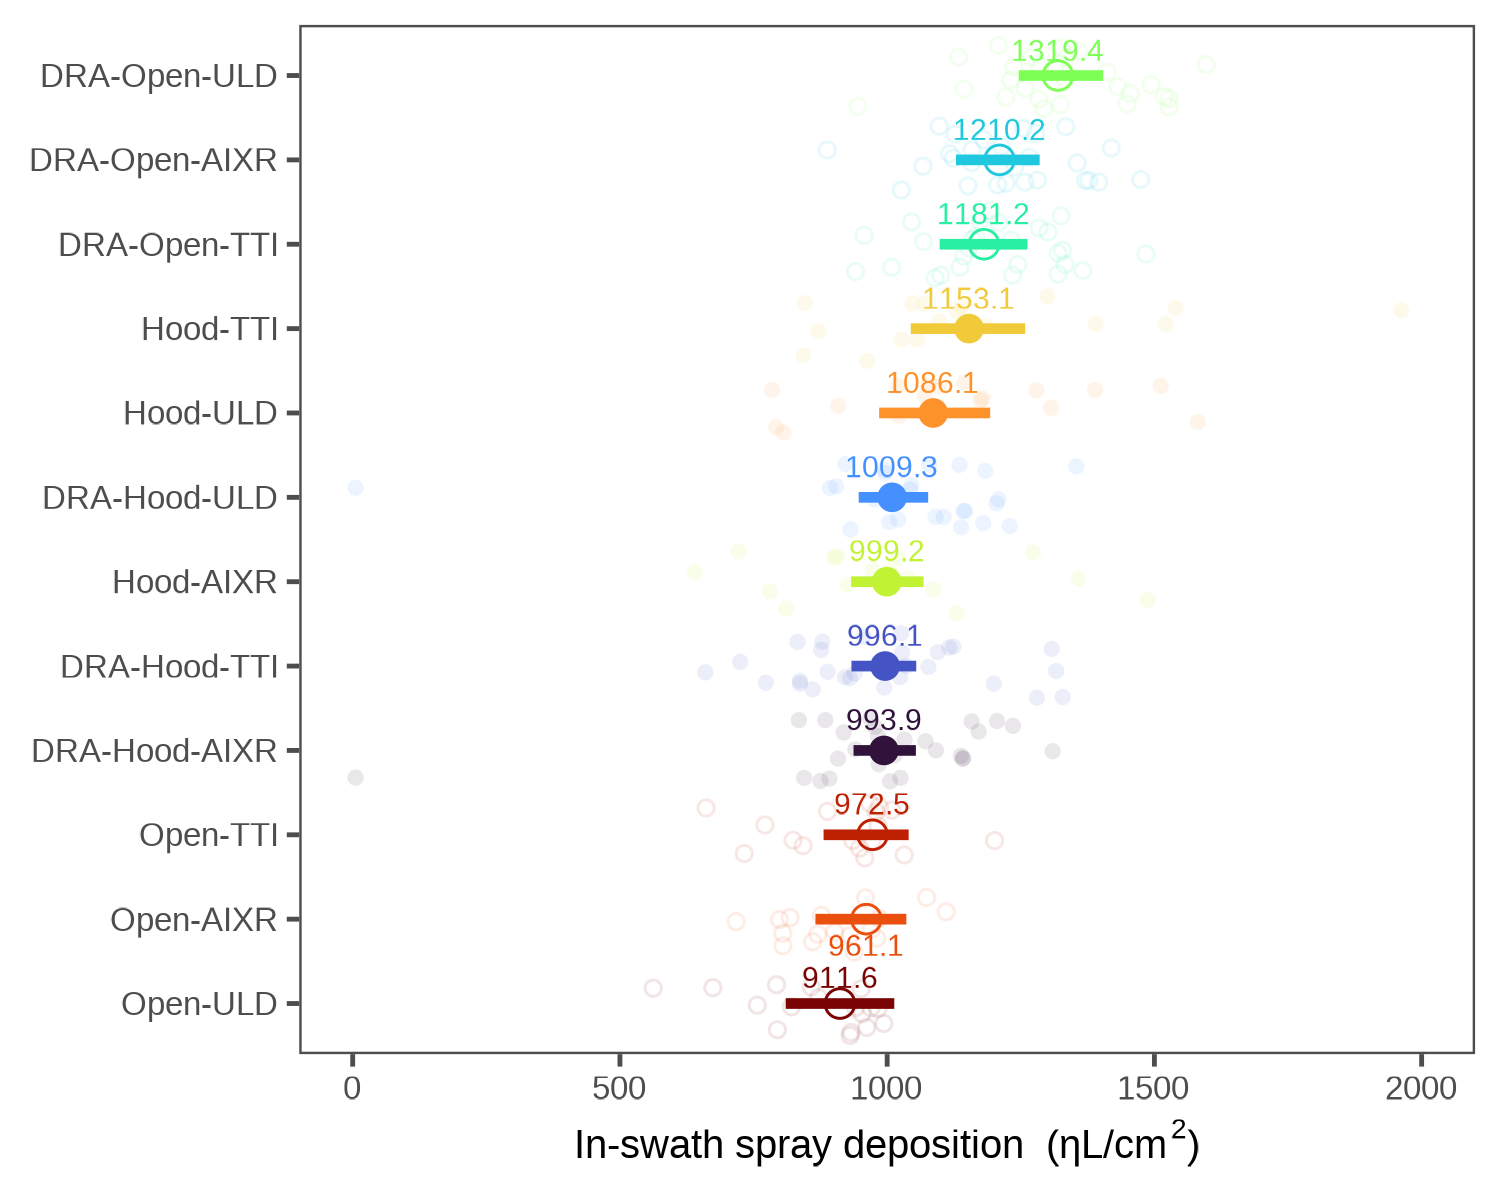 DRA-Open-ULD
1319.4
DRA-Open-AIXR
1210.2
DRA-Open-TTI
1181.2
Hood-TTI
1153.1
Hood-ULD
1086.1
DRA-Hood-ULD
1009.3
Hood-AIXR
999.2
DRA-Hood-TTI
996.1
DRA-Hood-AIXR
993.9
Open-TTI
972.5
Open-AIXR
961.1
Open-ULD
911.6
0 500 1000 1500 2000
In-swath spray deposition (ηL/cm²)